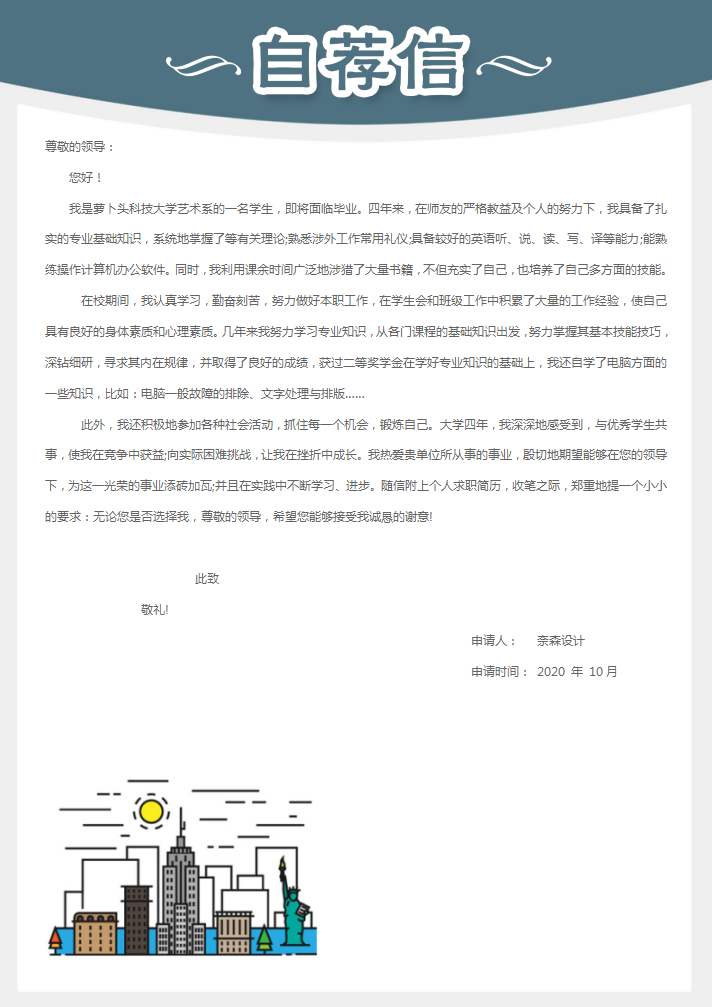 自荐信
尊敬的领导：
您好！
我是萝卜头科技大学艺术系的一名学生，即将面临毕业。四年来，在师友的严格教益及个人的努力下，我具备了扎
实的专业基础知识，系统地掌握了等有关理论;熟悉涉外工作常用礼仪;具备较好的英语听、说、读、写、译等能力;能熟
练操作计算机办公软件。同时，我利用课余时间广泛地涉猎了大量书籍，不但充实了自己，也培养了自己多方面的技能。
在校期间，我认真学习，勤奋刻苦，努力做好本职工作，在学生会和班级工作中积累了大量的工作经验，使自己
具有良好的身体素质和心理素质。几年来我努力学习专业知识，从各门课程的基础知识出发，努力掌握其基本技能技巧，
深钻细研，寻求其内在规律，并取得了良好的成绩，获过二等奖学金在学好专业知识的基础上，我还自学了电脑方面的
一些知识，比如：电脑一般故障的排除、文字处理与排版......
此外，我还积极地参加各种社会活动，抓住每一个机会，锻炼自己。大学四年，我深深地感受到，与优秀学生共
事，使我在竞争中获益;向实际困难挑战，让我在挫折中成长。我热爱贵单位所从事的事业，殷切地期望能够在您的领导
下，为这一光荣的事业添砖加瓦;并且在实践中不断学习、进步。随信附上个人求职简历，收笔之际，郑重地提一个小小
的要求：无论您是否选择我，尊敬的领导，希望您能够接受我诚恳的谢意!
此致
敬礼!
申请人： 奈森设计
申请时间： 2020 年 10月